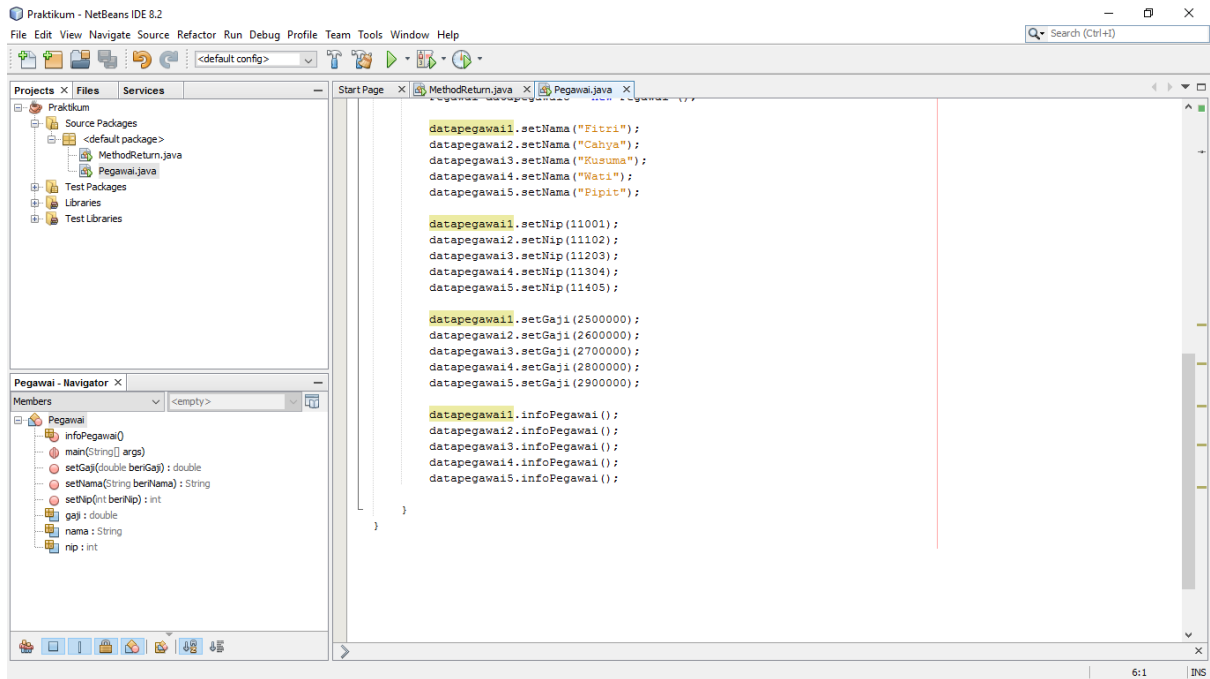 Praktikum - NetBeans IDE 8.2
File Edit View Navigate Source Refactor Run Debug Profile Team Tools Window Help
Search (Ctrl+I)
<default config>
Projects Files Services
Praktikum
Source Packages
<default package>
MethodReturn.java
Pegawai.java
Test Packages
Libraries
Test Libraries
Pegawai - Navigator
Members <empty>
Pegawai
infoPegawai()
main(String[] args)
setGaji(double beriGaji) : double
setNama(String beriNama) : String
setNip(int beriNip) : int
gaji : double
nama : String
nip : int
Start Page MethodReturn.java Pegawai.java
datapegawai1.setNama("Fitri");
datapegawai2.setNama("Cahya");
datapegawai3.setNama("Kusuma");
datapegawai4.setNama("Wati");
datapegawai5.setNama("Pipit");
datapegawai1.setNip(11001);
datapegawai2.setNip(11102);
datapegawai3.setNip(11203);
datapegawai4.setNip(11304);
datapegawai5.setNip(11405);
datapegawai1.setGaji(2500000);
datapegawai2.setGaji(2600000);
datapegawai3.setGaji(2700000);
datapegawai4.setGaji(2800000);
datapegawai5.setGaji(2900000);
datapegawai1.infoPegawai();
datapegawai2.infoPegawai();
datapegawai3.infoPegawai();
datapegawai4.infoPegawai();
datapegawai5.infoPegawai();
}
}
6:1 INS